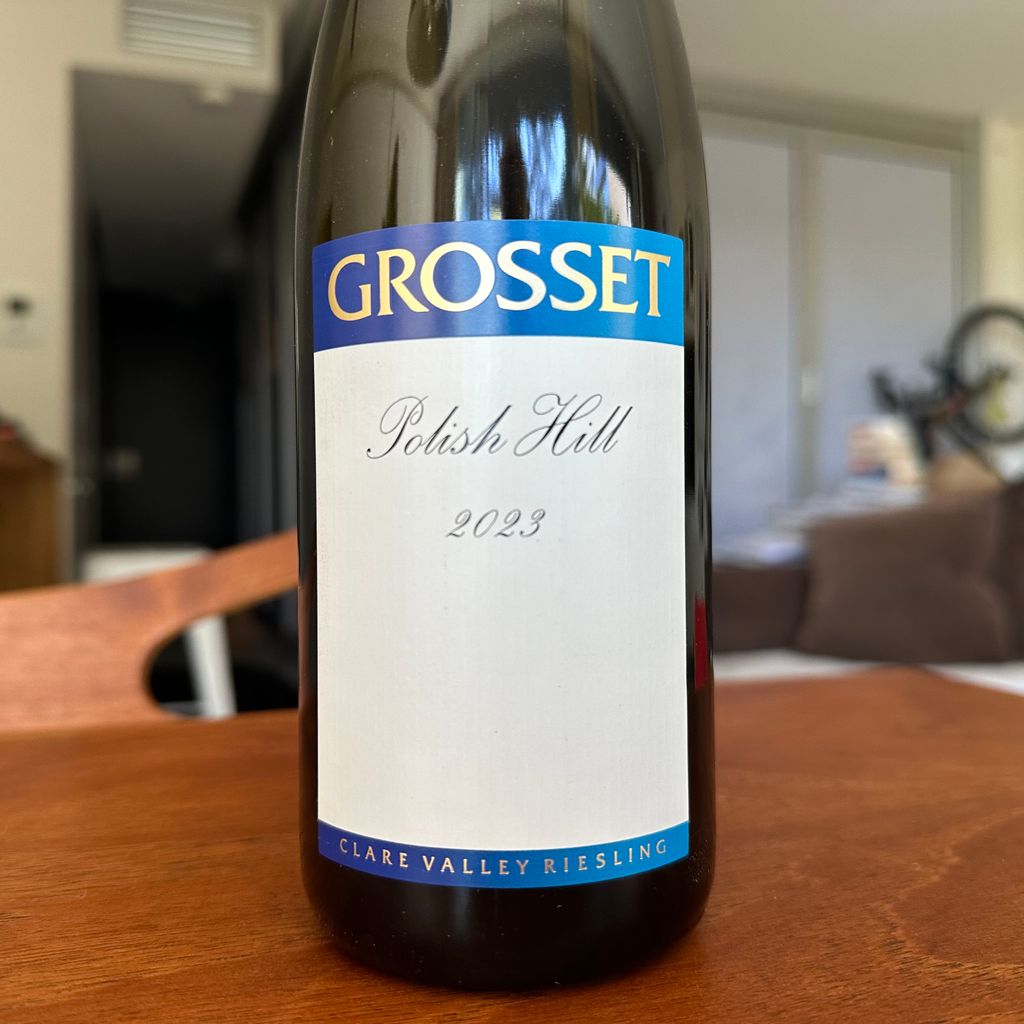 GROSSET
Polish Hill
2023
CLARE VALLEY RIESLING